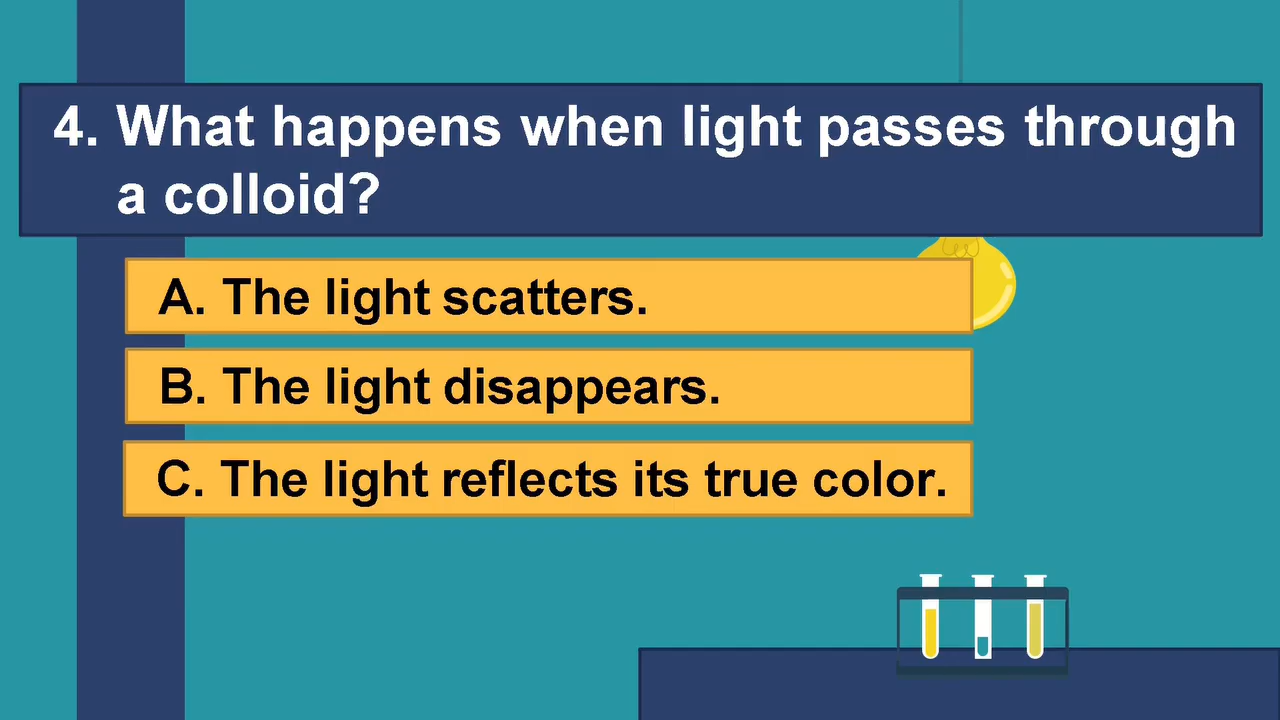 4. What happens when light passes through
a colloid?
A. The light scatters.
B. The light disappears.
C. The light reflects its true color.